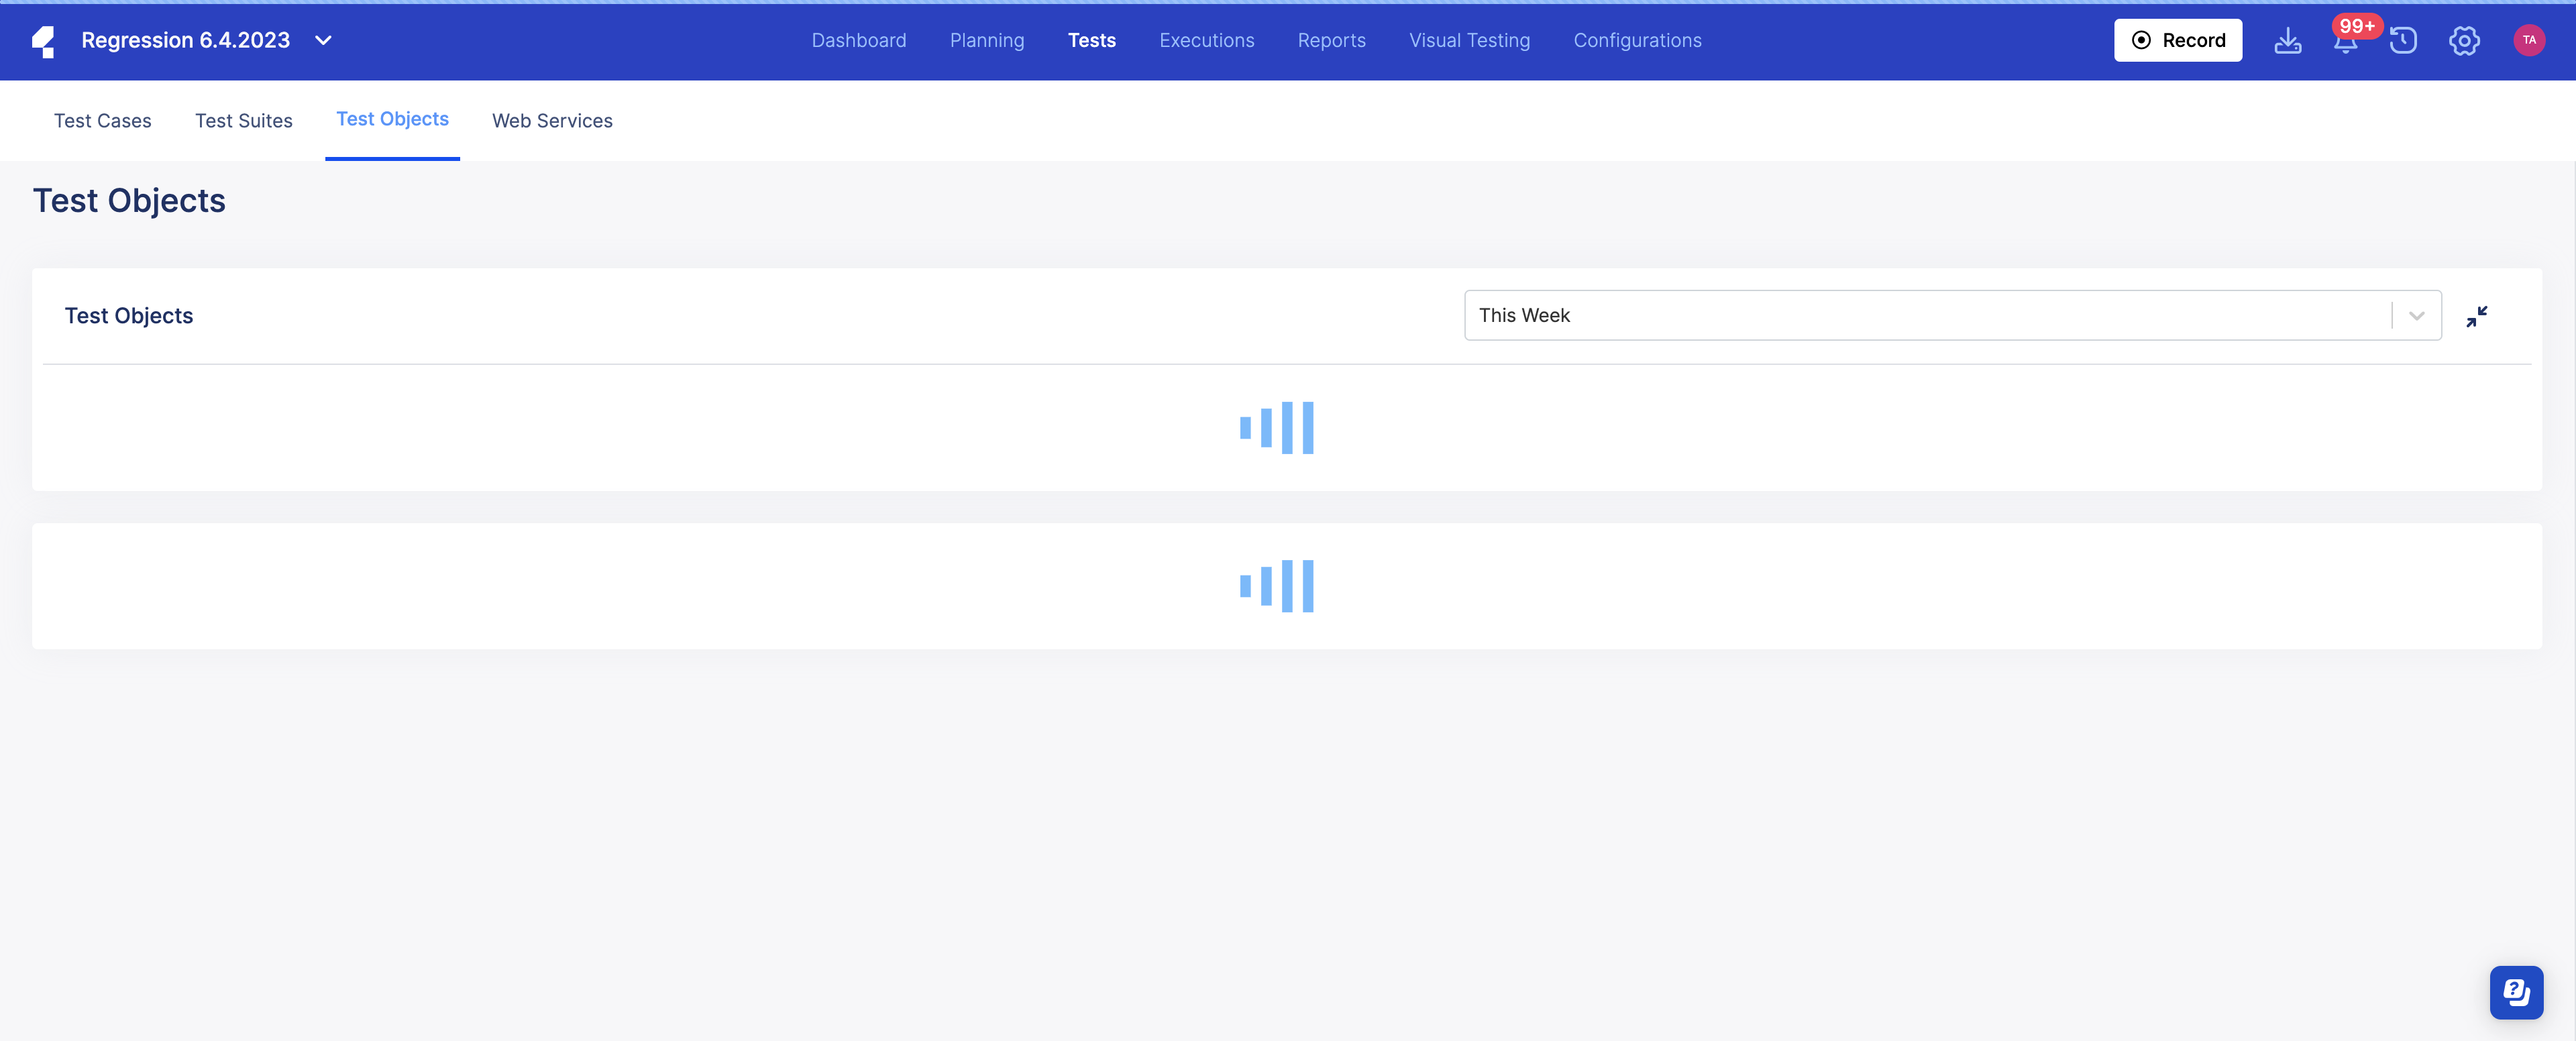 Regression 6.4.2023
Dashboard Planning Tests Executions Reports Visual Testing Configurations
Record
99+
TA
Test Cases Test Suites Test Objects Web Services
Test Objects
Test Objects
This Week
?